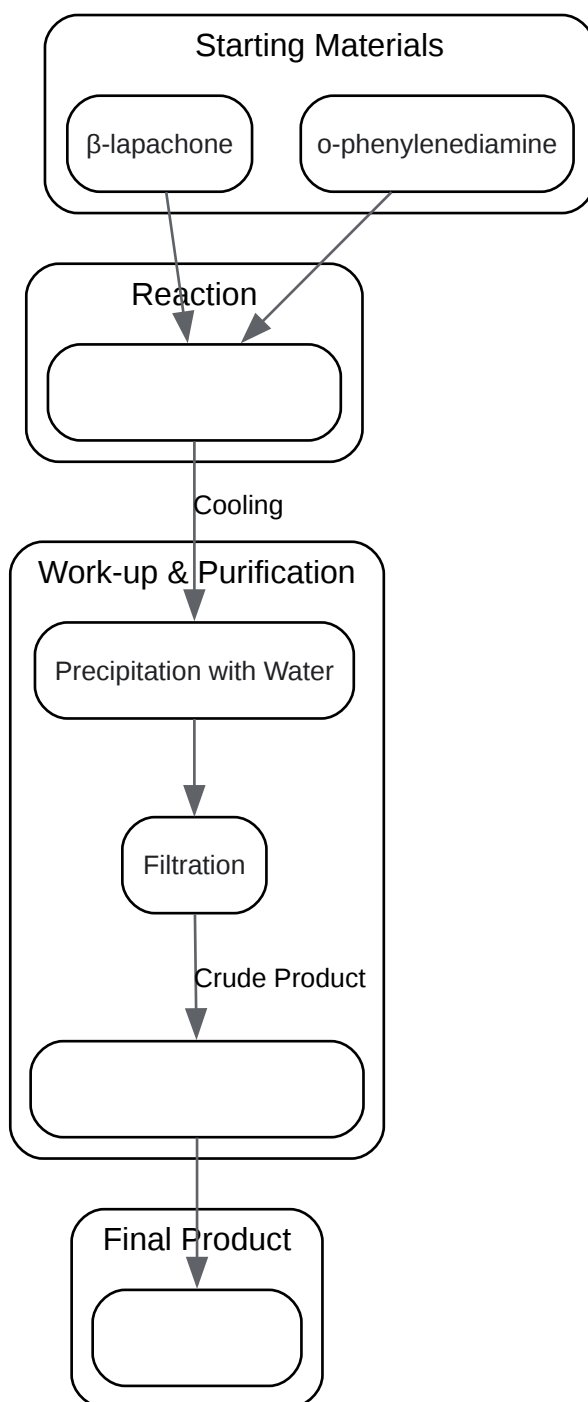 Starting Materials
β-lapachone
o-phenylenediamine
Reaction
Cooling
Work-up & Purification
Precipitation with Water
Filtration
Crude Product
Final Product